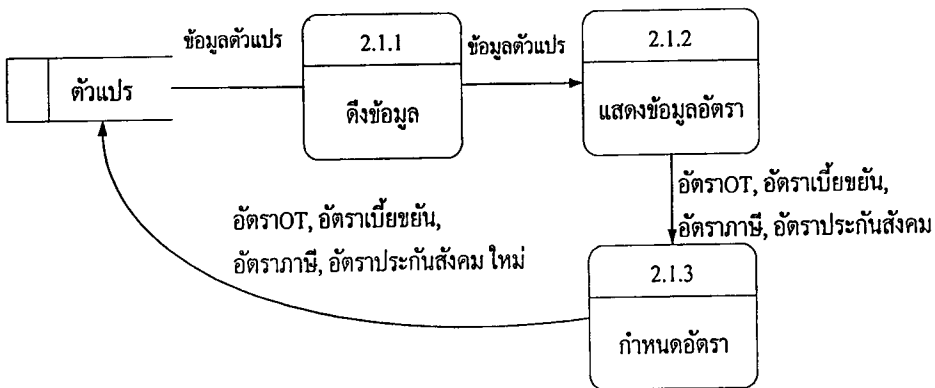 ข้อมูลตัวแปร
2.1.1
ข้อมูลตัวแปร
2.1.2
ตัวแปร
ดึงข้อมูล
แสดงข้อมูลอัตรา
อัตราOT, อัตราเบี้ยขยัน,
อัตราภาษี, อัตราประกันสังคม
อัตราOT, อัตราเบี้ยขยัน,
อัตราภาษี, อัตราประกันสังคม ใหม่
2.1.3
กำหนดอัตรา